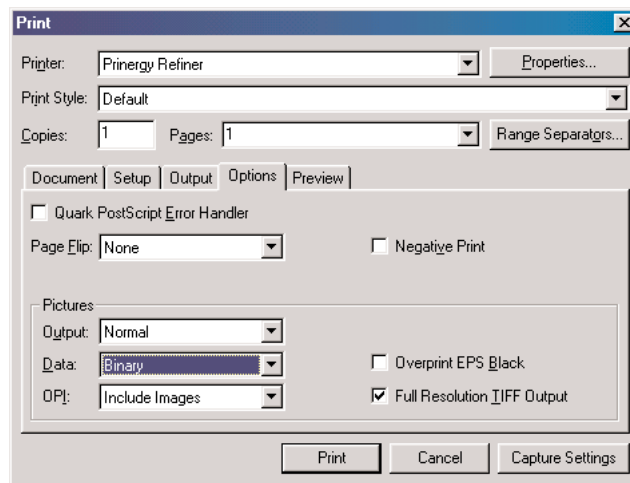 Print
Printer: Prinergy Refiner Properties...
Print Style: Default
Copies: 1 Pages: 1 Range Separators...
Document Setup Output Options Preview
Quark PostScript Error Handler
Page Flip: None Negative Print
Pictures
Output: Normal
Data: Binary Overprint EPS Black
OPI: Include Images Full Resolution TIFF Output
Print Cancel Capture Settings